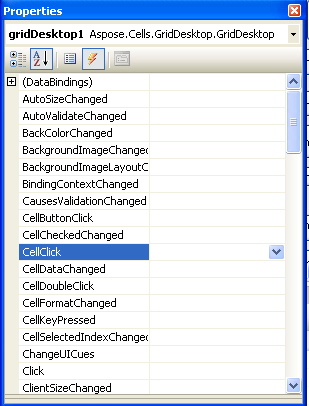 Properties
gridDesktop1 Aspose.Cells.GridDesktop.GridDesktop
A
Z
(DataBindings)
AutoSizeChanged
AutoValidateChanged
BackColorChanged
BackgroundImageChanged
BackgroundImageLayoutC
BindingContextChanged
CausesValidationChanged
CellButtonClick
CellCheckedChanged
CellClick
CellDataChanged
CellDoubleClick
CellFormatChanged
CellKeyPressed
CellSelectedIndexChanged
ChangeUICues
Click
ClientSizeChanged